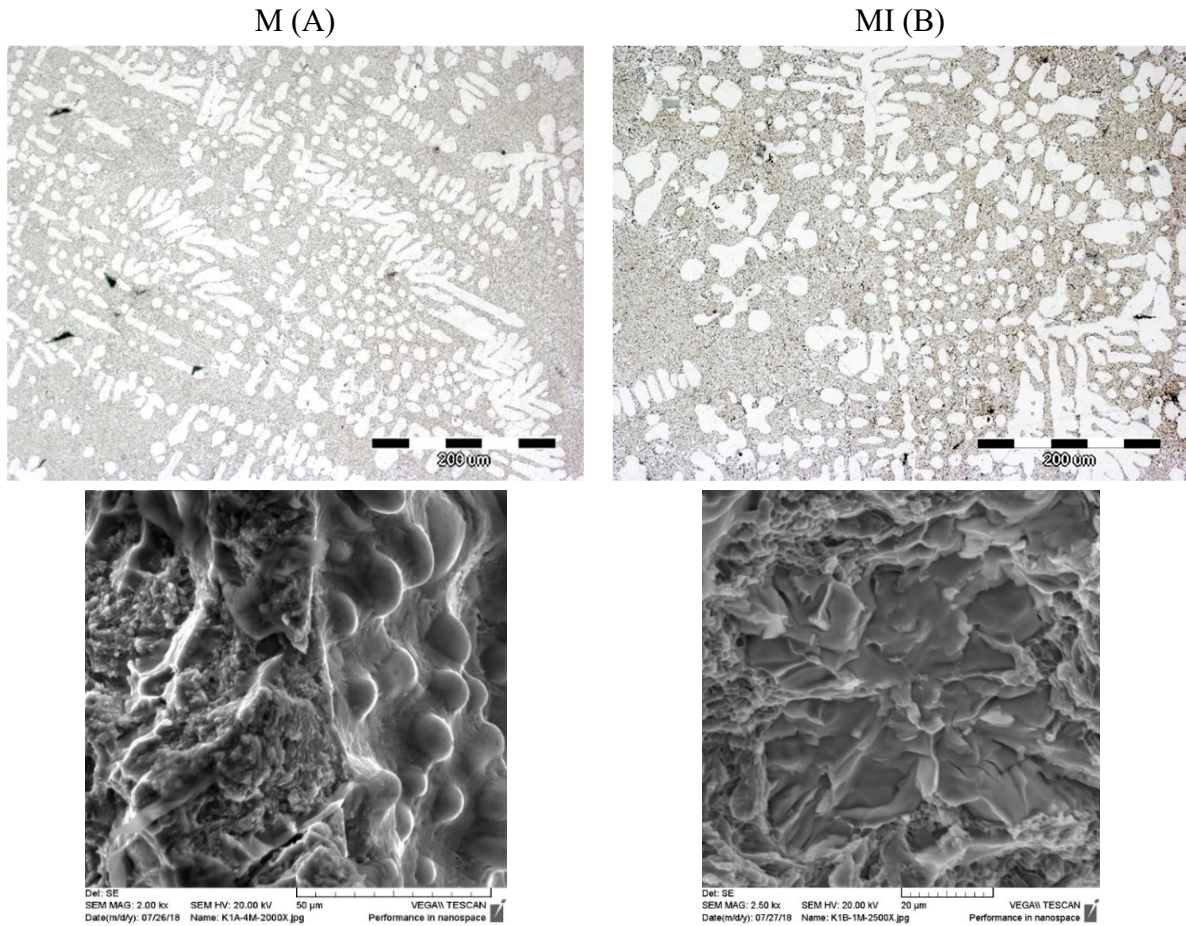 M (A)
MI (B)
200 um
200 um
Det: SE
SEM MAG: 2.00 kx SEM HV: 20.00 kV
Date(m/d/y): 07/26/18 Name: K1A-4M-2000X.jpg
50 µm
VEGA\\ TESCAN
Performance in nanospace
Det: SE
SEM MAG: 2.50 kx SEM HV: 20.00 kV
Date(m/d/y): 07/27/18 Name: K1B-1M-2500X.jpg
20 µm
VEGA\\ TESCAN
Performance in nanospace